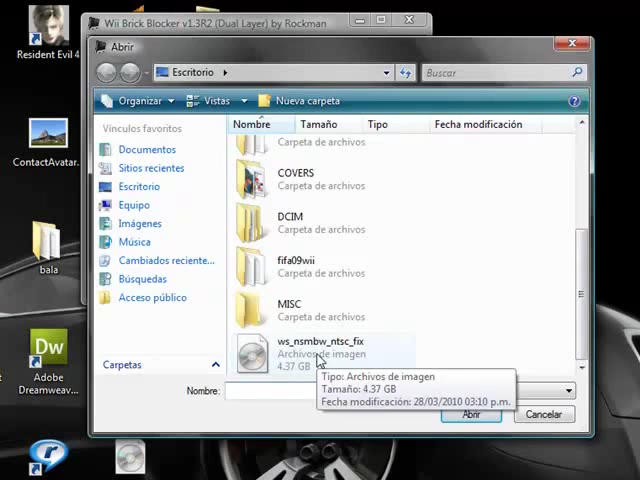 Wii Brick Blocker v1.3R2 (Dual Layer) by Rockman
Resident Evil 4
Abrir
Escritorio
Buscar
Organizar
Vistas
Nueva carpeta
Vínculos favoritos
Nombre
Tamaño
Tipo
Fecha modificación
Documentos
Sitios recientes
Escritorio
Equipo
Imágenes
Música
Cambiados reciente...
Búsquedas
Acceso público
Carpetas
Carpeta de archivos
COVERS
Carpeta de archivos
DCIM
Carpeta de archivos
fifa09wii
Carpeta de archivos
MISC
Carpeta de archivos
ws_nsmbw_ntsc_fix
Archivos de imagen
4.37 GB
Tipo: Archivos de imagen
Tamaño: 4.37 GB
Fecha modificación: 28/03/2010 03:10 p.m.
Nombre:
Abrir
Cancelar
ContactAvatar.
bala
Dw
Adobe
Dreamweav...